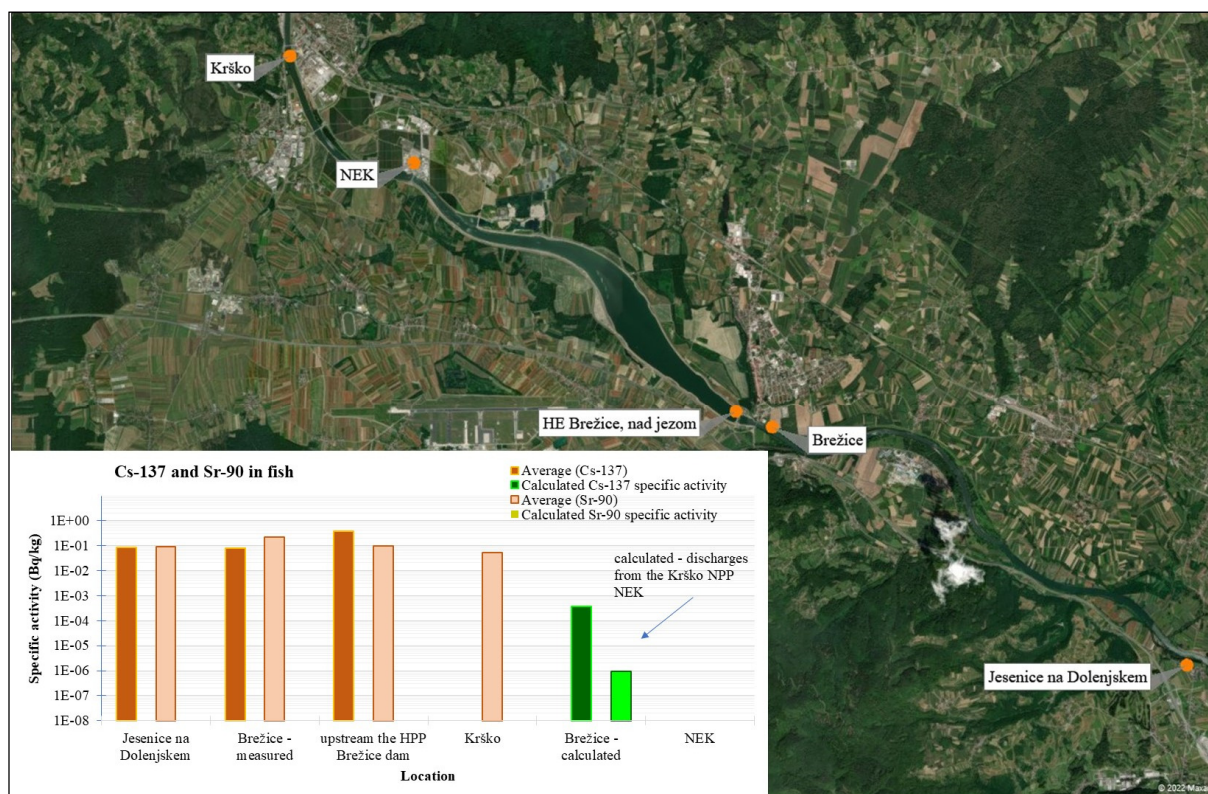 Krško
NEK
HE Brežice, nad jezom
Brežice
Jesenice na Dolenjskem
Cs-137 and Sr-90 in fish
Average (Cs-137)
Calculated Cs-137 specific activity
Average (Sr-90)
Calculated Sr-90 specific activity
calculated - discharges
from the Krško NPP
NEK
Specific activity (Bq/kg)
1E+00
1E-01
1E-02
1E-03
1E-04
1E-05
1E-06
1E-07
1E-08
Jesenice na
Dolenjskem
Brežice -
measured
upstream the HPP
Brežice dam
Krško
Brežice -
calculated
NEK
Location
© 2022